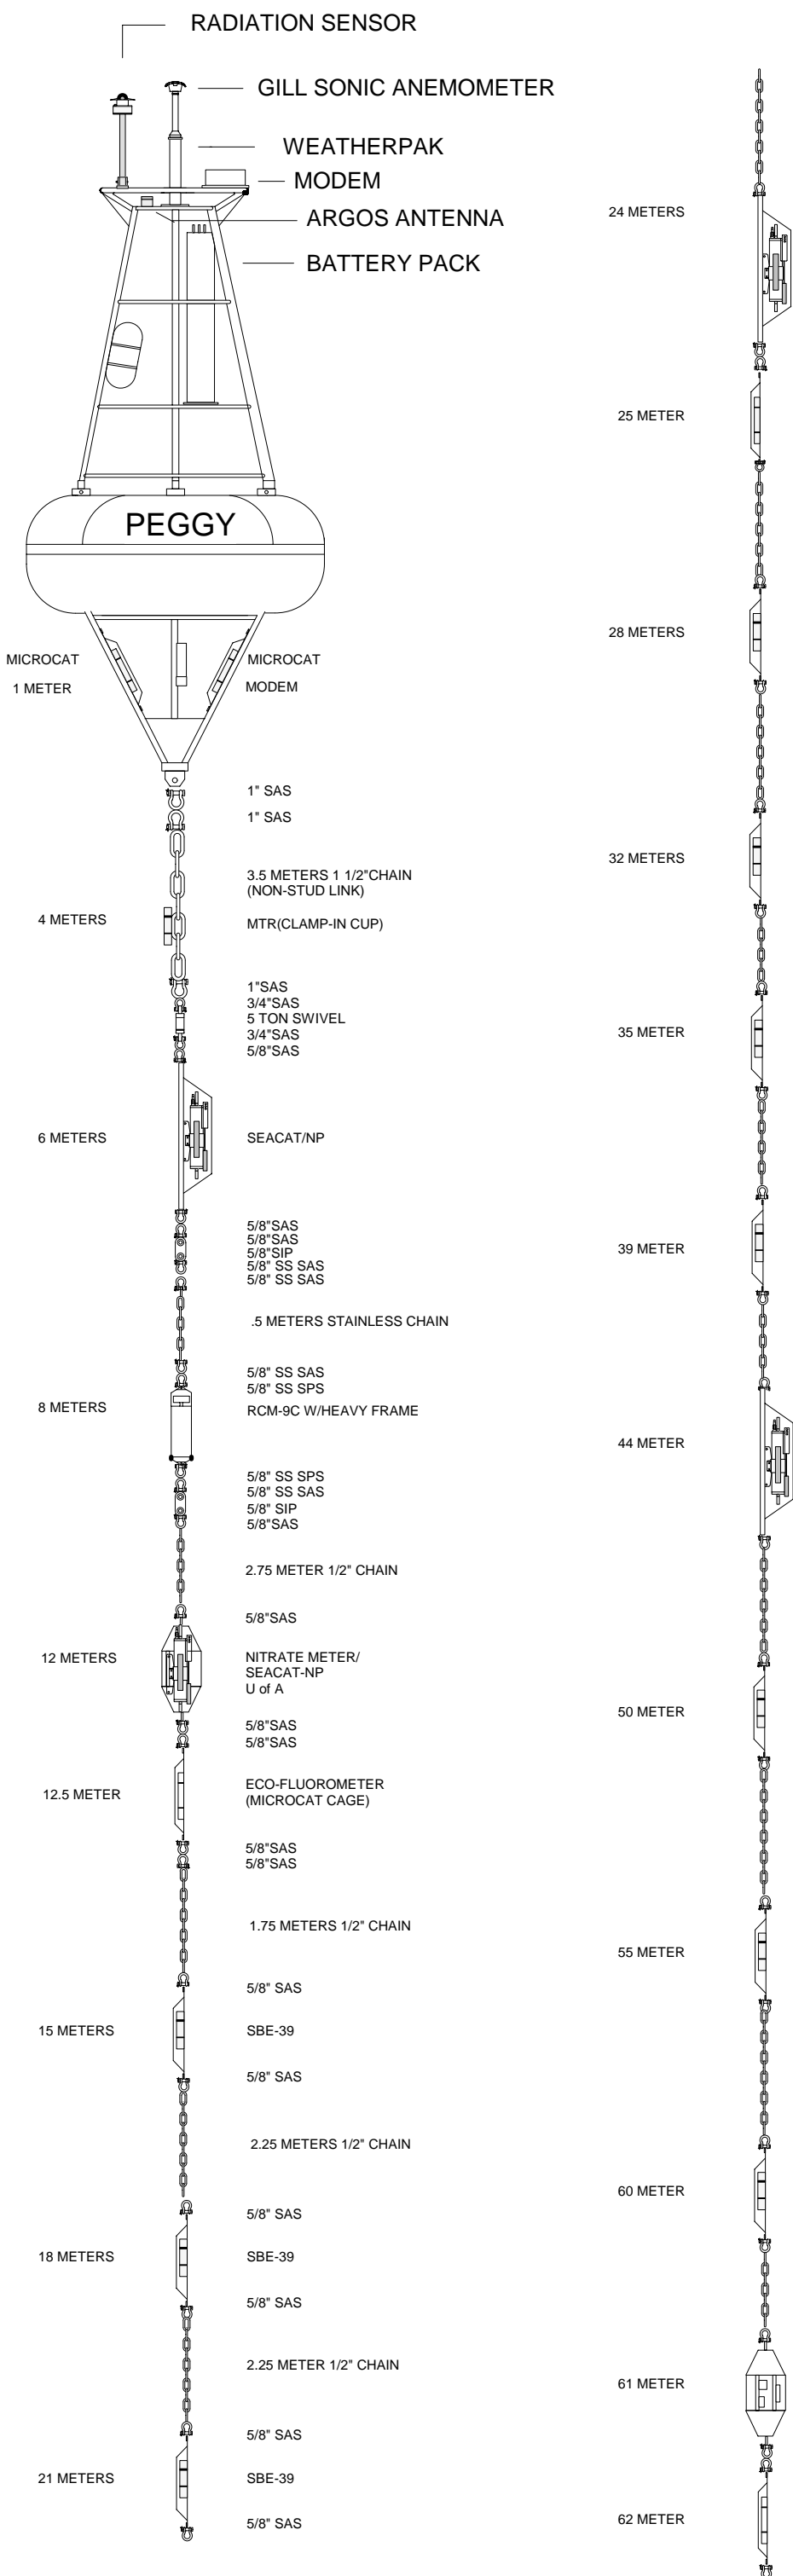 RADIATION SENSOR
GILL SONIC ANEMOMETER
WEATHERPAK
MODEM
ARGOS ANTENNA
BATTERY PACK
PEGGY
MICROCAT
1 METER
MICROCAT
MODEM
1" SAS
1" SAS
3.5 METERS 1 1/2"CHAIN
(NON-STUD LINK)
4 METERS
MTR(CLAMP-IN CUP)
1"SAS
3/4"SAS
5 TON SWIVEL
3/4"SAS
5/8"SAS
6 METERS
SEACAT/NP
5/8"SAS
5/8"SAS
5/8"SIP
5/8" SS SAS
5/8" SS SAS
.5 METERS STAINLESS CHAIN
5/8" SS SAS
5/8" SS SPS
8 METERS
RCM-9C W/HEAVY FRAME
5/8" SS SPS
5/8" SS SAS
5/8" SIP
5/8"SAS
2.75 METER 1/2" CHAIN
5/8"SAS
12 METERS
NITRATE METER/
SEACAT-NP
U of A
5/8"SAS
5/8"SAS
12.5 METER
ECO-FLUOROMETER
(MICROCAT CAGE)
5/8"SAS
5/8"SAS
1.75 METERS 1/2" CHAIN
5/8" SAS
15 METERS
SBE-39
5/8" SAS
2.25 METERS 1/2" CHAIN
5/8" SAS
18 METERS
SBE-39
5/8" SAS
2.25 METER 1/2" CHAIN
5/8" SAS
21 METERS
SBE-39
5/8" SAS
24 METERS
25 METER
28 METERS
32 METERS
35 METER
39 METER
44 METER
50 METER
55 METER
60 METER
61 METER
62 METER